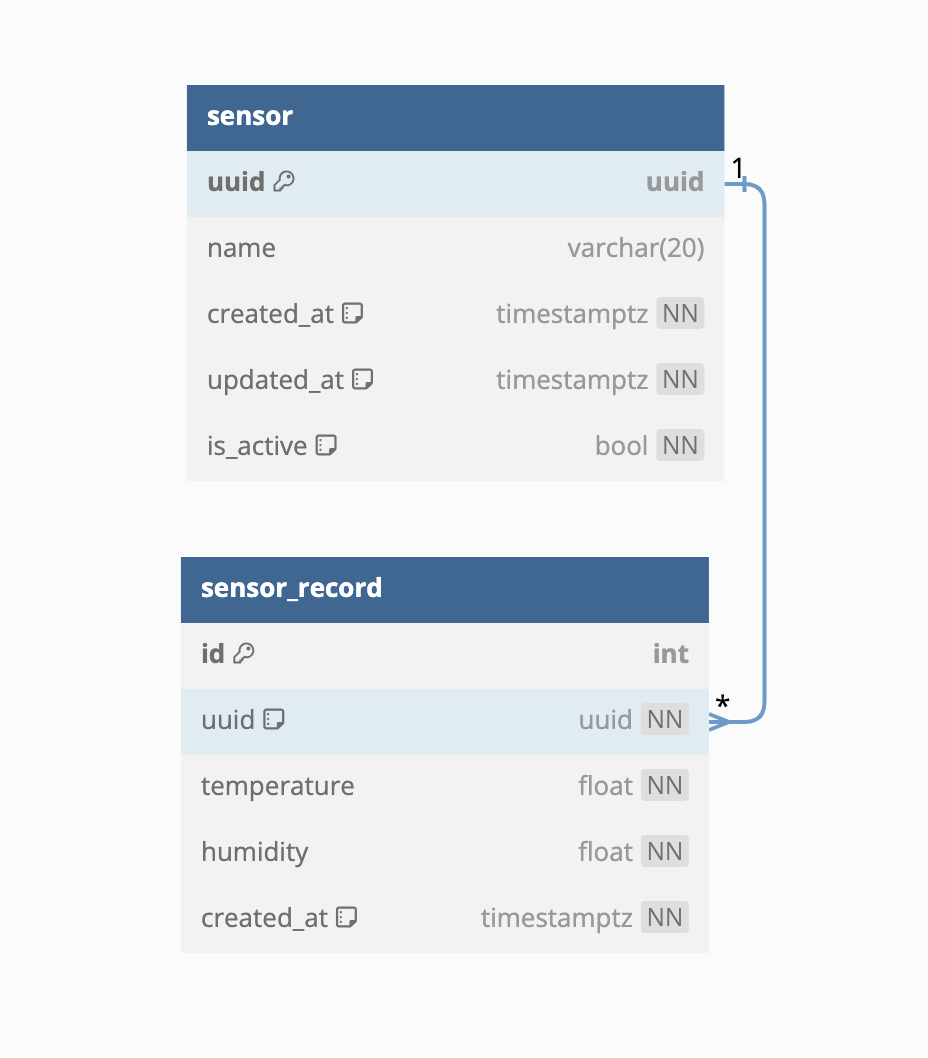 sensor
uuid uuid
1
name varchar(20)
created_at timestamptz NN
updated_at timestamptz NN
is_active bool NN
sensor_record
id int
*
uuid uuid NN
temperature float NN
humidity float NN
created_at timestamptz NN